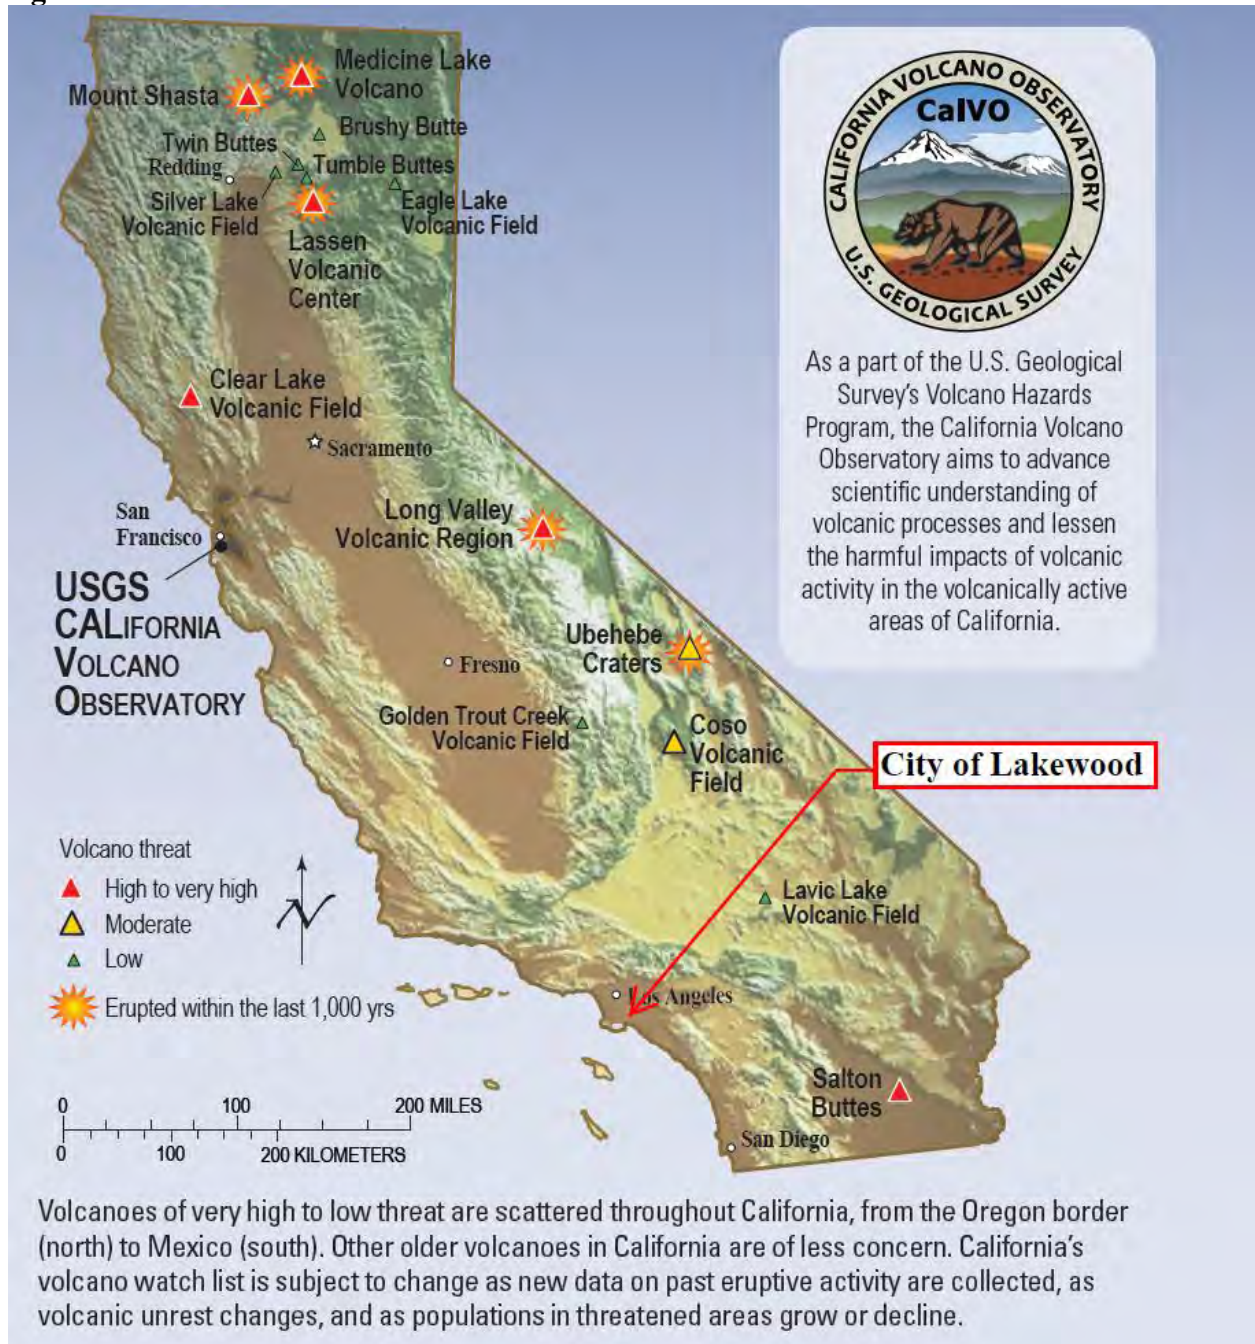 Medicine Lake
Volcano
Mount Shasta
Brushy Butte
Twin Buttes
Redding
Tumble Buttes
Silver Lake
Volcanic Field
Eagle Lake
Volcanic Field
Lassen
Volcanic
Center
Clear Lake
Volcanic Field
Sacramento
San
Francisco
Long Valley
Volcanic Region
USGS
CALIFORNIA
VOLCANO
OBSERVATORY
Ubehebe
Craters
Fresno
Golden Trout Creek
Volcanic Field
Coso
Volcanic
Field
City of Lakewood
Lavic Lake
Volcanic Field
Los Angeles
Salton
Buttes
San Diego
Volcano threat
High to very high
Moderate
Low
Erupted within the last 1,000 yrs
N
0 100 200 MILES
0 100 200 KILOMETERS
CALIFORNIA VOLCANO OBSERVATORY
CalVO
U.S. GEOLOGICAL SURVEY
As a part of the U.S. Geological
Survey's Volcano Hazards
Program, the California Volcano
Observatory aims to advance
scientific understanding of
volcanic processes and lessen
the harmful impacts of volcanic
activity in the volcanically active
areas of California.
Volcanoes of very high to low threat are scattered throughout California, from the Oregon border
(north) to Mexico (south). Other older volcanoes in California are of less concern. California's
volcano watch list is subject to change as new data on past eruptive activity are collected, as
volcanic unrest changes, and as populations in threatened areas grow or decline.